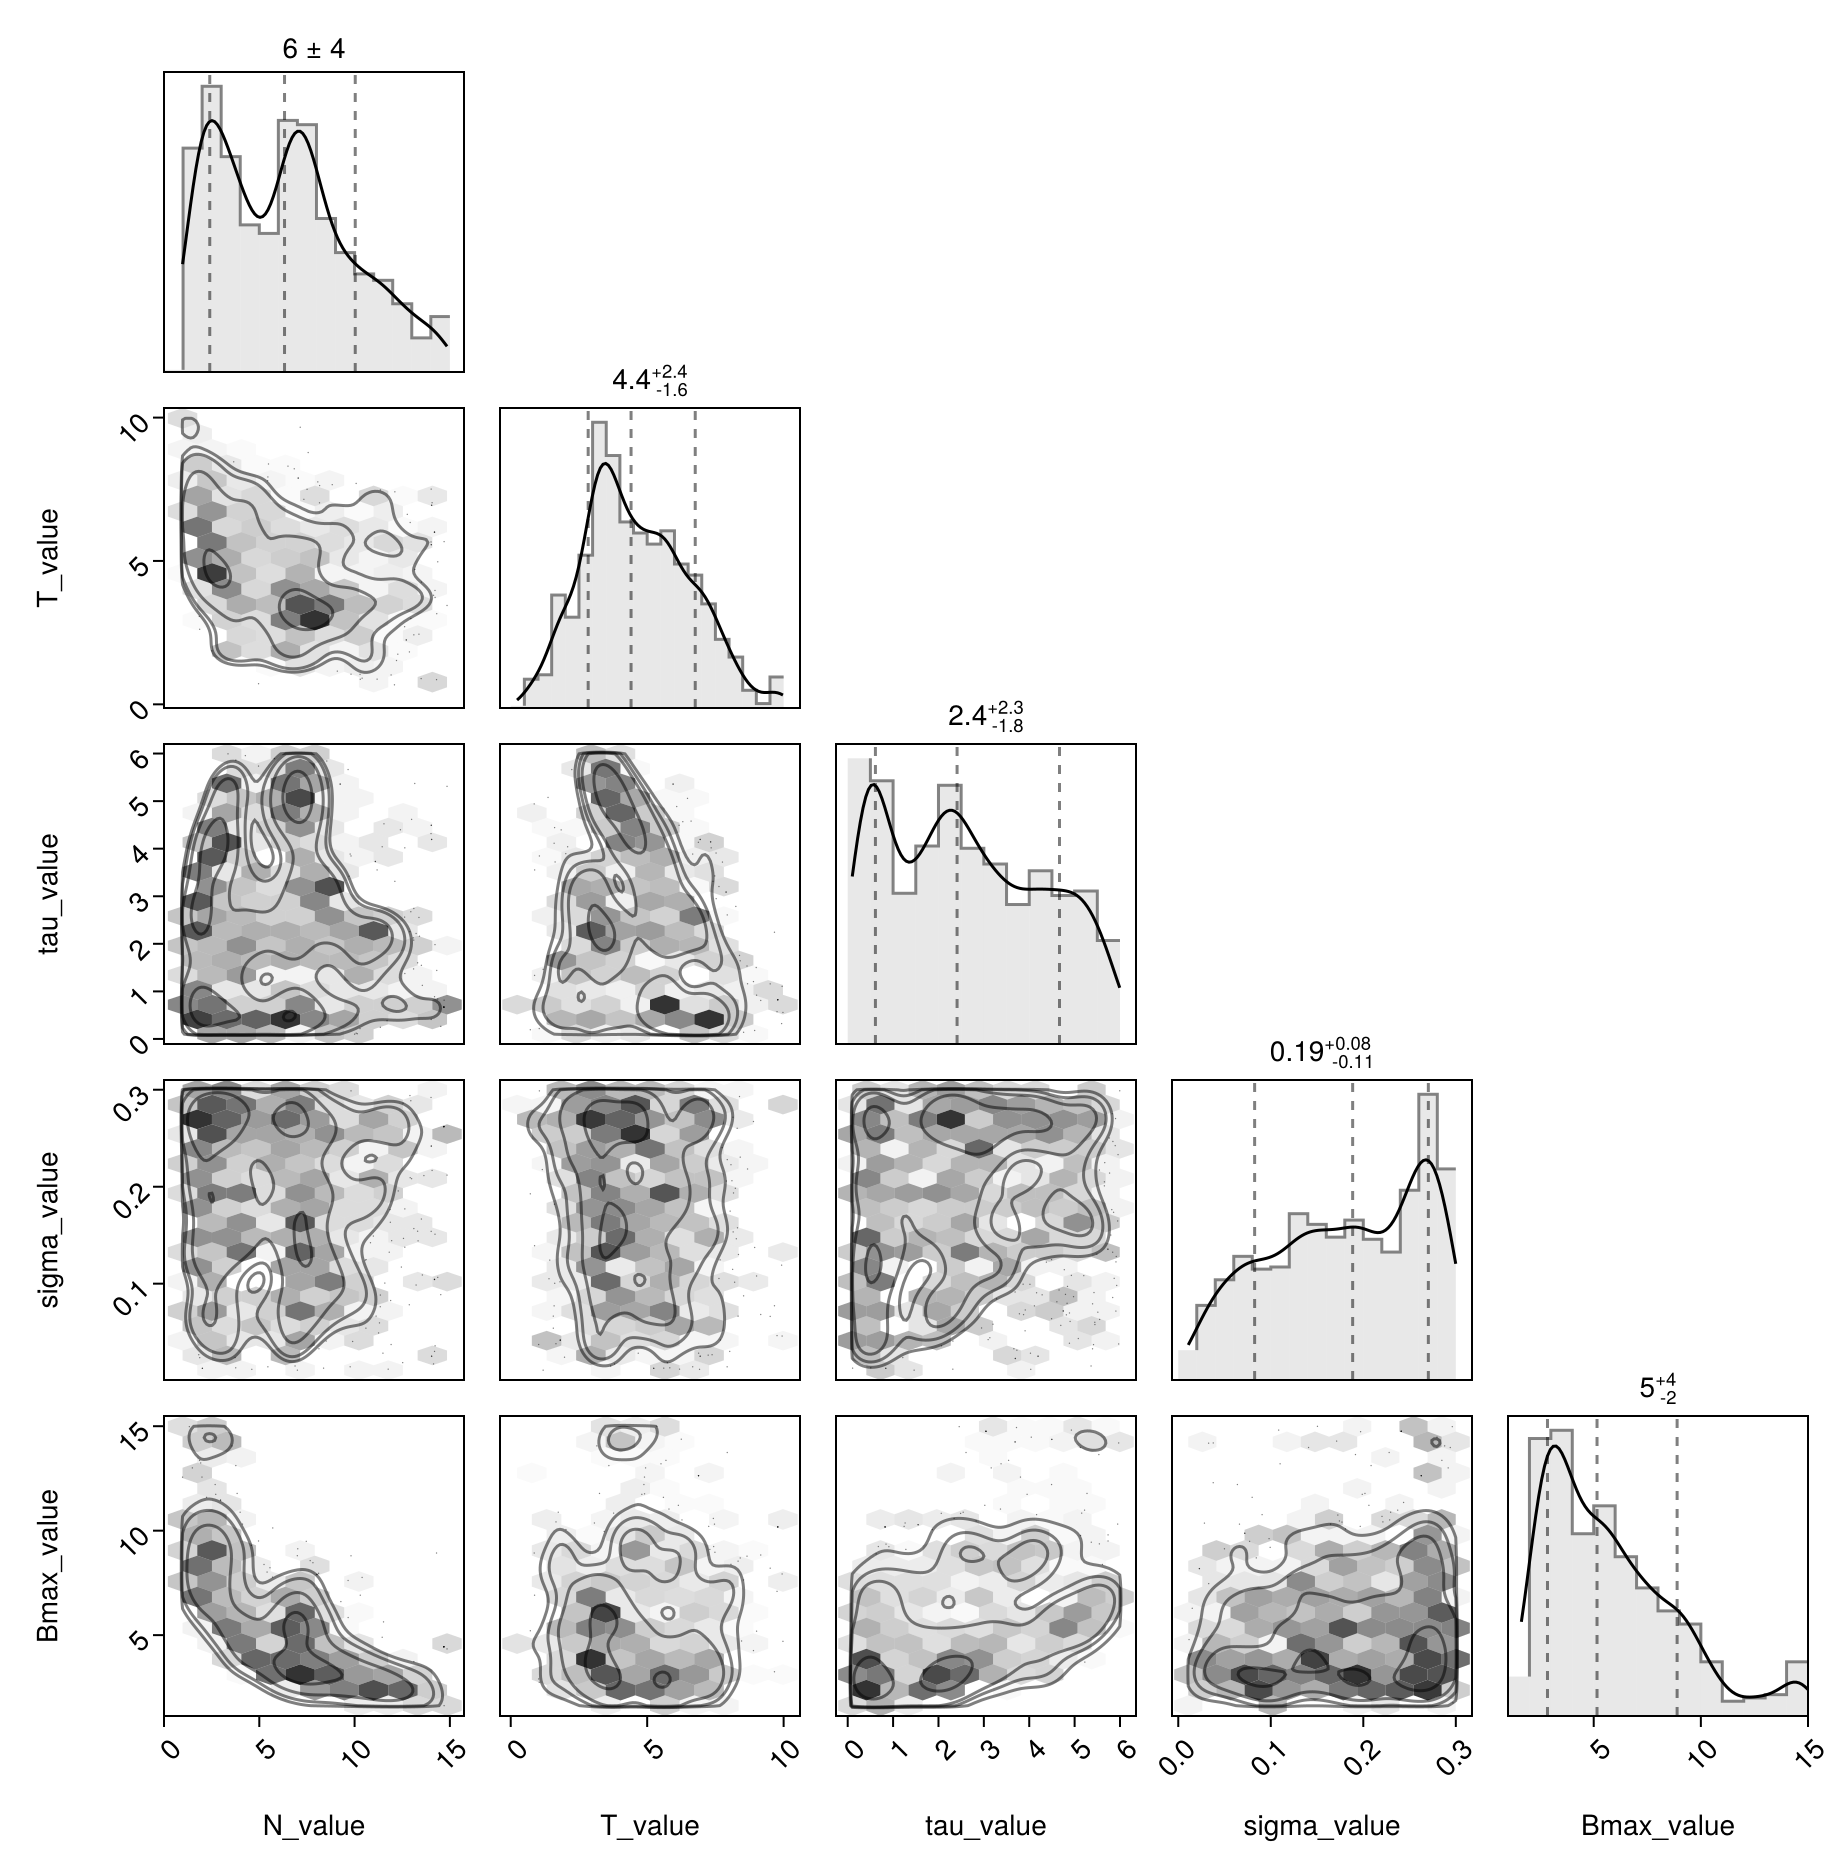 6 ± 4
4.4+2.4-1.6
10
5
0
T_value
2.4+2.3-1.8
6
5
4
3
2
1
0
tau_value
0.19+0.08-0.11
0.3
0.2
0.1
sigma_value
5+4-2
15
10
5
Bmax_value
0 5 10 15
0 5 10
0 1 2 3 4 5 6
0.0 0.1 0.2 0.3
5 10 15
N_value T_value tau_value sigma_value Bmax_value